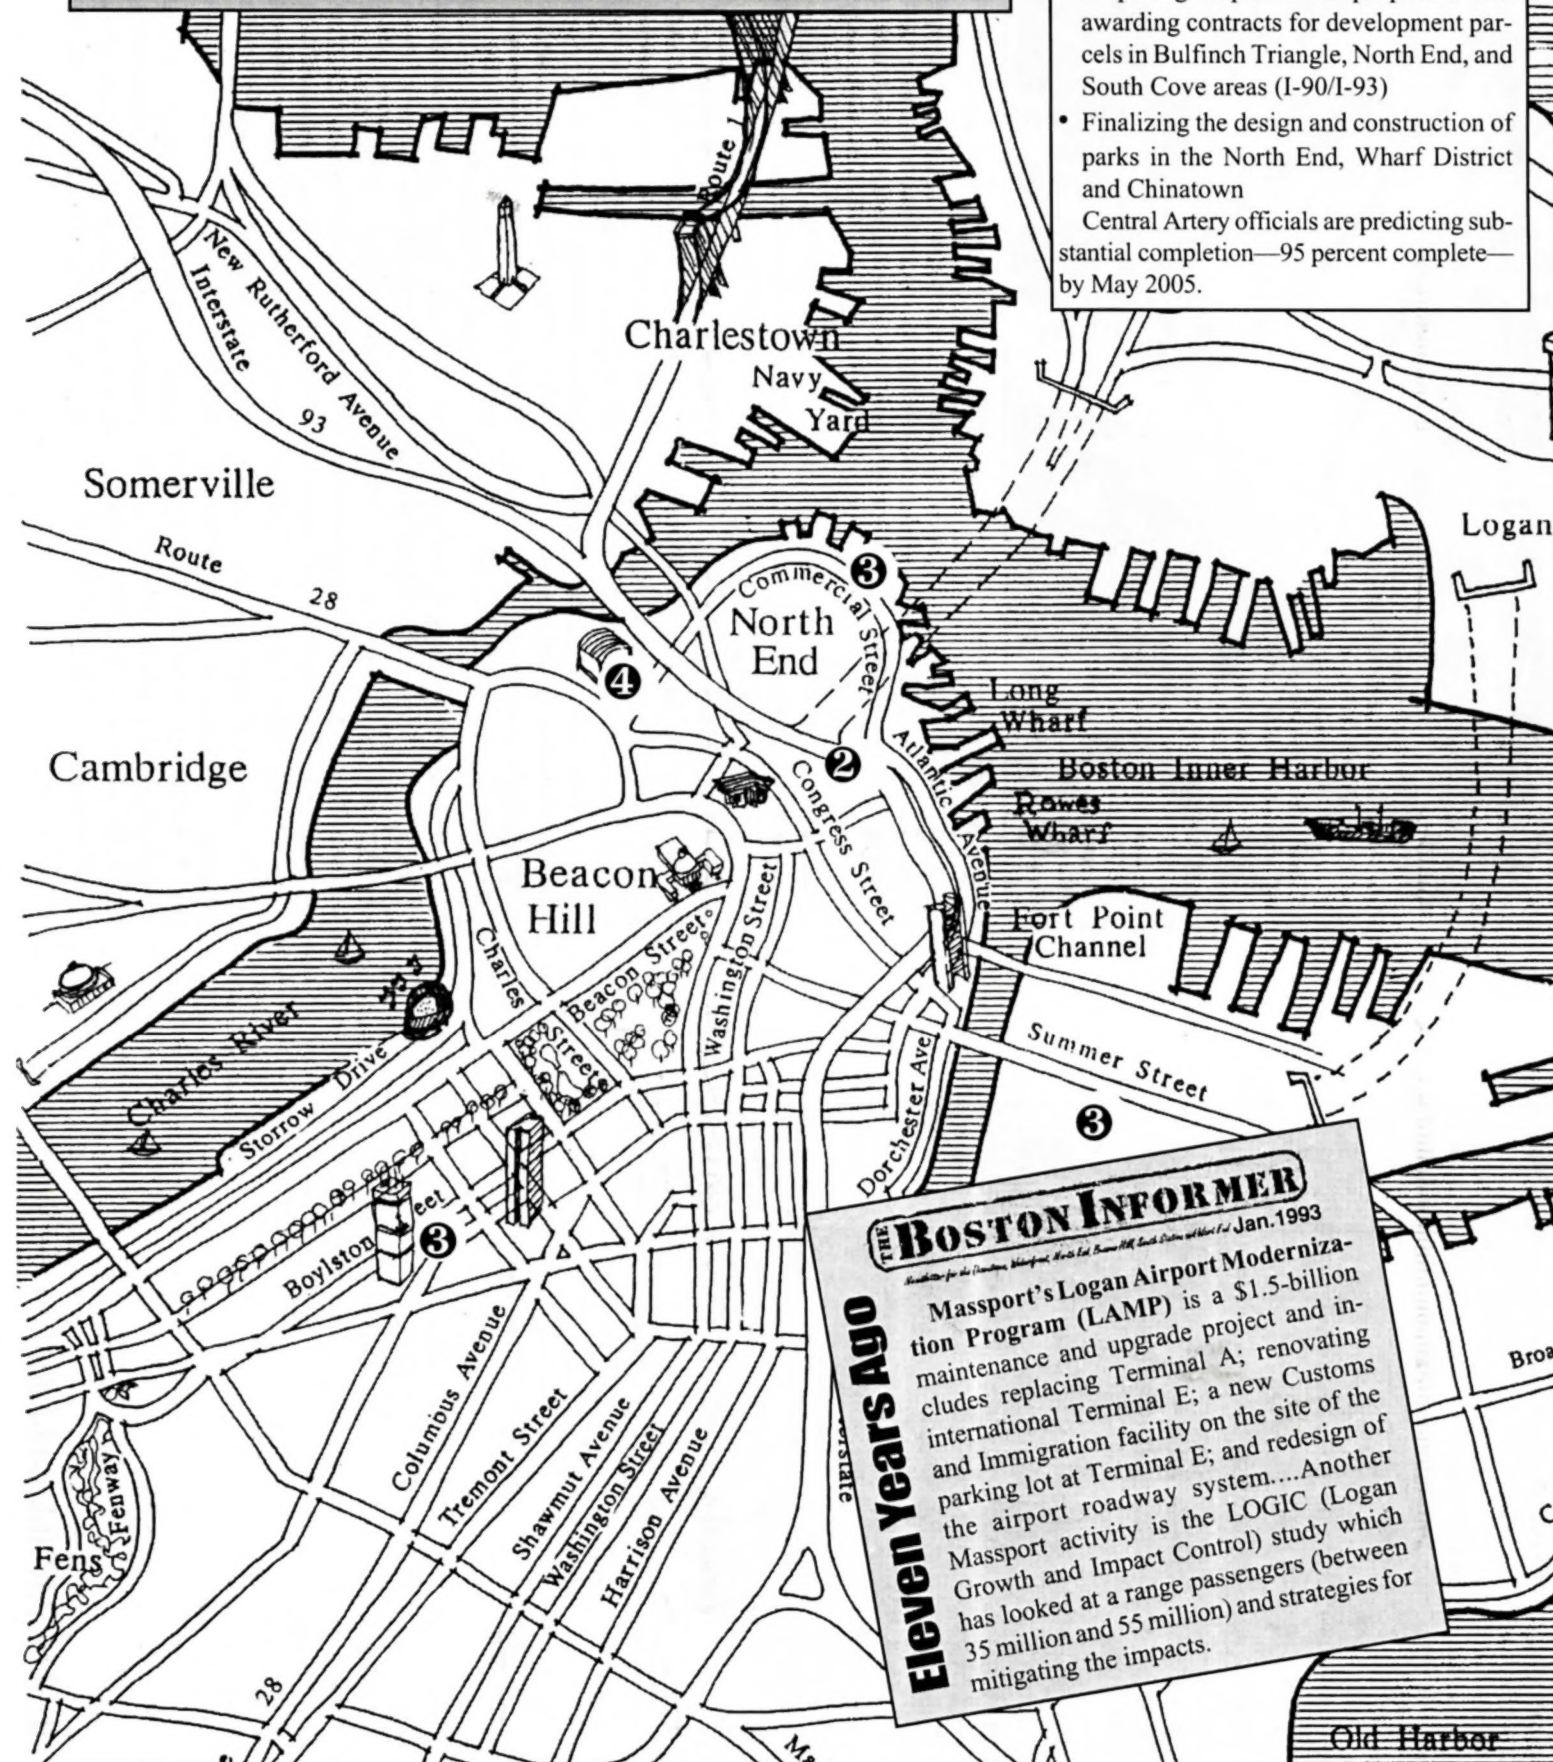 awarding contracts for development par-
cels in Bulfinch Triangle, North End, and
South Cove areas (I-90/I-93)
• Finalizing the design and construction of
parks in the North End, Wharf District
and Chinatown
Central Artery officials are predicting sub-
stantial completion—95 percent complete—
by May 2005.
Route 1
New Rutherford Avenue
Interstate
93
Charlestown
Navy
Yard
Somerville
Route
28
Logan
Commercial Street
3
North
End
4
Long
Wharf
2
Cambridge
Boston Inner Harbor
Atlantic Avenue
Rowes
Wharf
Congress Street
Beacon
Hill
Fort Point
Channel
Charles Street
Beacon Street
Washington Street
Charles River
Storrow Drive
Summer Street
Dorchester Ave
3
Boylston
eet
3
Columbus Avenue
Tremont Street
Shawmut Avenue
Washington Street
Harrison Avenue
erstate
Fenway
Fens
28
Broa
Old Harbor
THE BOSTON INFORMER
Jan. 1993
Eleven Years Ago
Massport's Logan Airport Moderniza-
tion Program (LAMP) is a $1.5-billion
maintenance and upgrade project and in-
cludes replacing Terminal A; renovating
international Terminal E; a new Customs
and Immigration facility on the site of the
parking lot at Terminal E; and redesign of
the airport roadway system....Another
Massport activity is the LOGIC (Logan
Growth and Impact Control) study which
has looked at a range passengers (between
35 million and 55 million) and strategies for
mitigating the impacts.